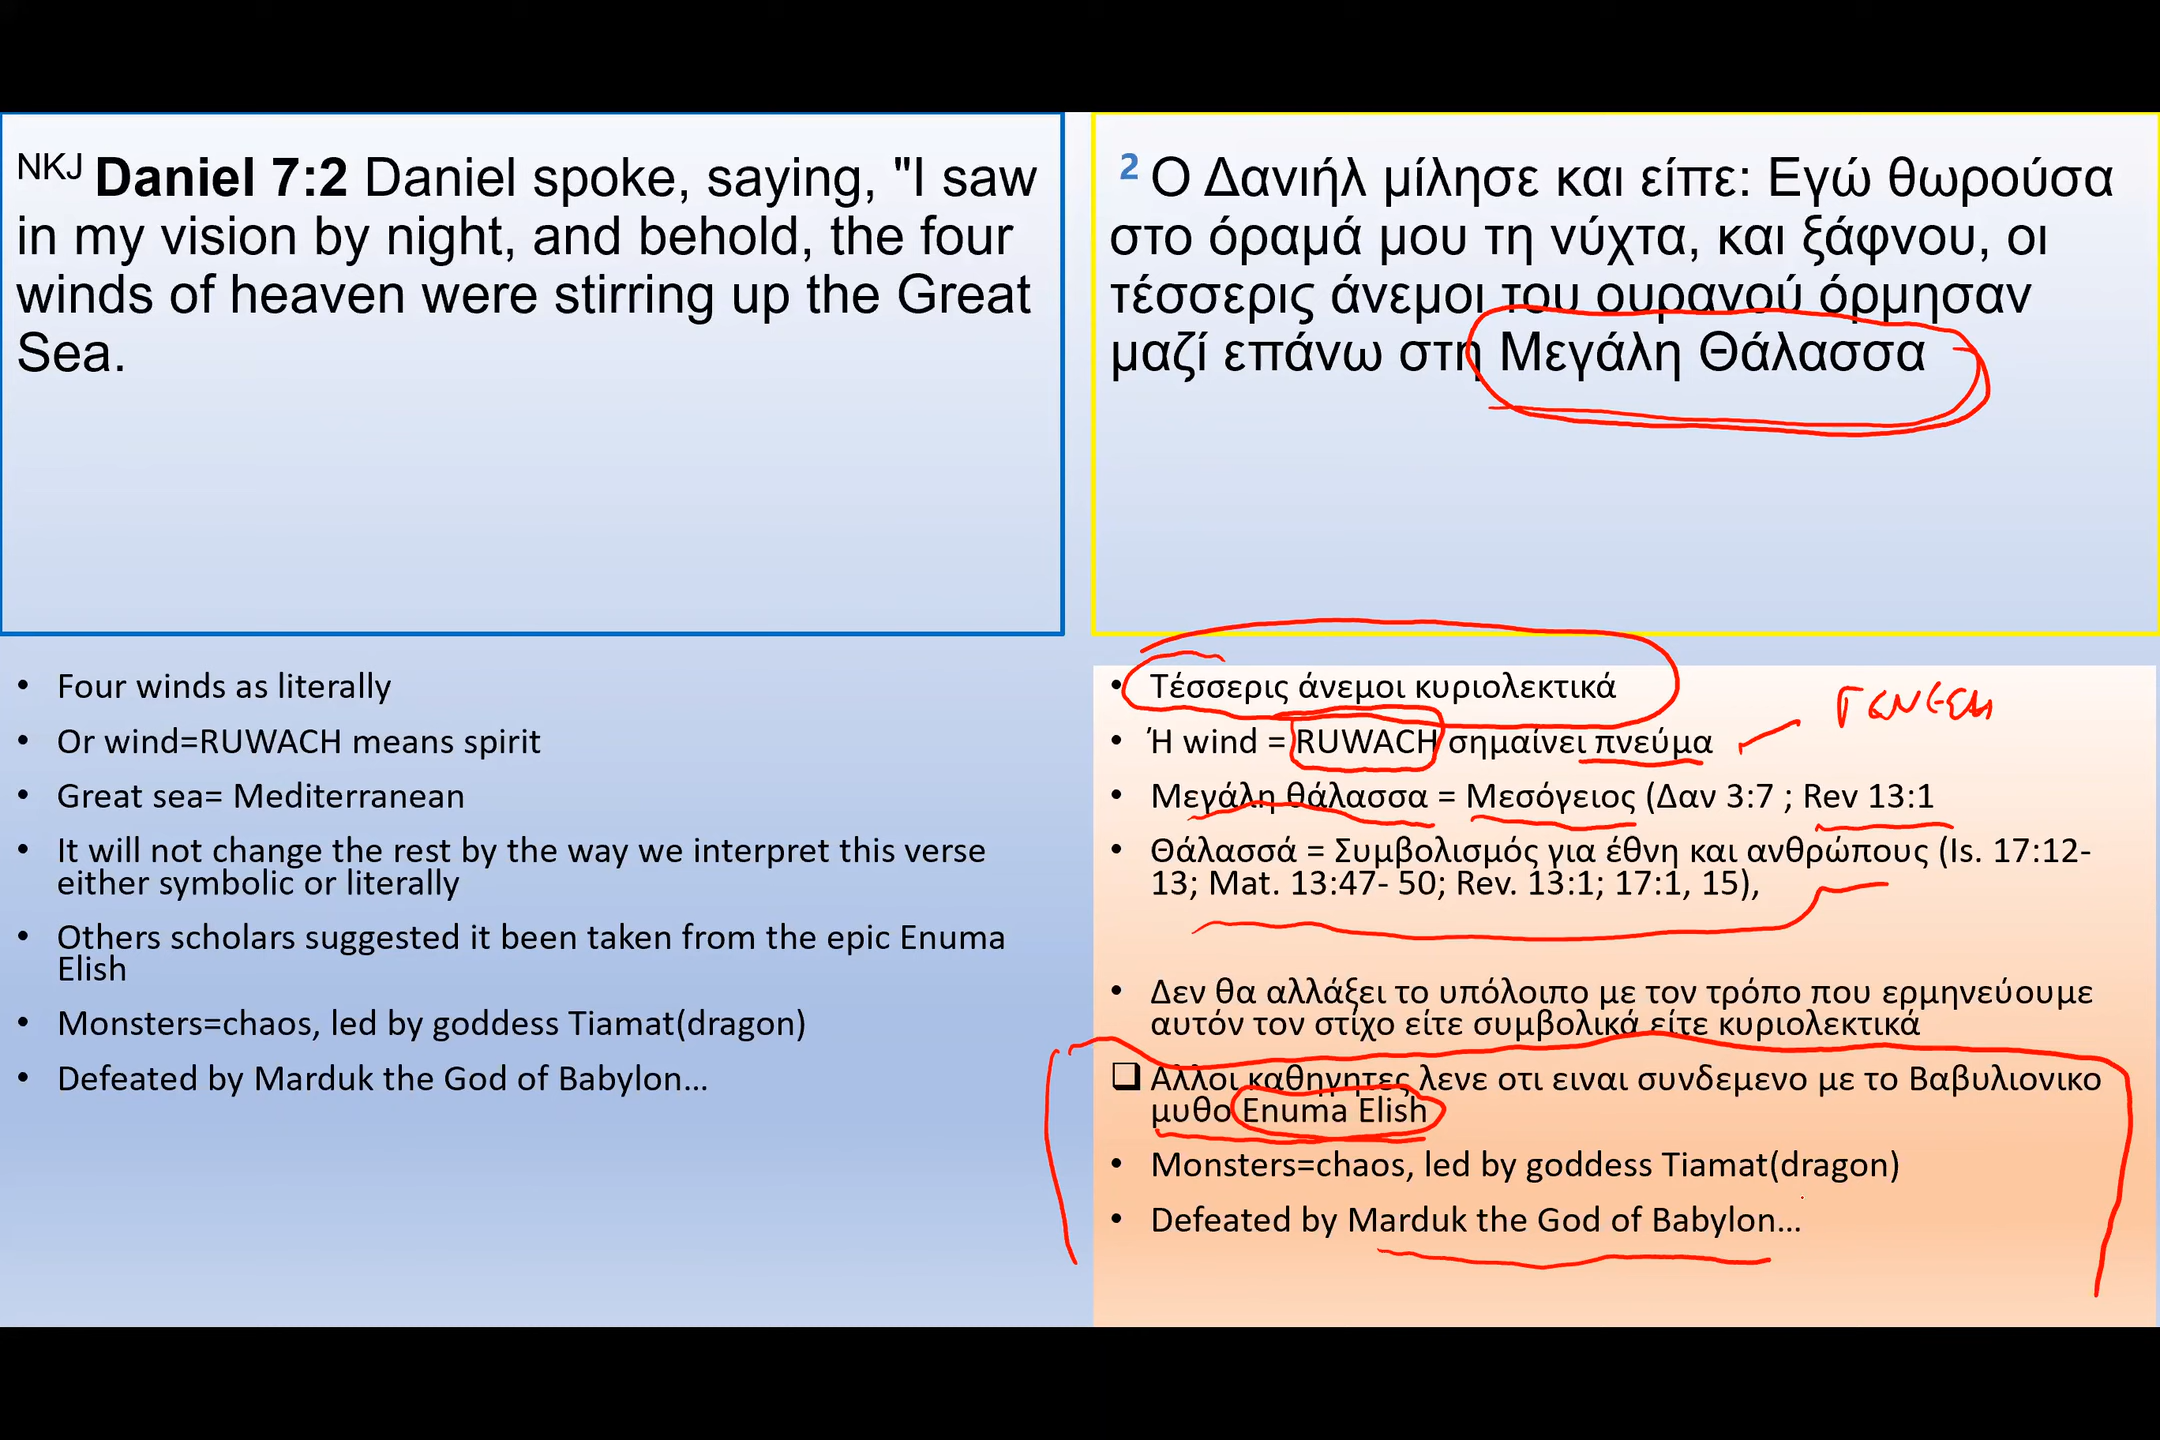 NKJ Daniel 7:2 Daniel spoke, saying, "I saw
in my vision by night, and behold, the four
winds of heaven were stirring up the Great
Sea.
2 Ο Δανιήλ μίλησε και είπε: Εγώ θωρούσα
στο όραμά μου τη νύχτα, και ξάφνου, οι
τέσσερις άνεμοι του ουρανού όρμησαν
μαζί επάνω στη Μεγάλη Θάλασσα
• Four winds as literally
• Or wind=RUWACH means spirit
• Great sea= Mediterranean
• It will not change the rest by the way we interpret this verse
either symbolic or literally
• Others scholars suggested it been taken from the epic Enuma
Elish
• Monsters=chaos, led by goddess Tiamat(dragon)
• Defeated by Marduk the God of Babylon...
• Τέσσερις άνεμοι κυριολεκτικά
• Ή wind = RUWACH σημαίνει πνεύμα
• Μεγάλη θάλασσα = Μεσόγειος (Δαν 3:7 ; Rev 13:1
• Θάλασσά = Συμβολισμός για έθνη και ανθρώπους (Is. 17:12-
13; Mat. 13:47- 50; Rev. 13:1; 17:1, 15),
• Δεν θα αλλάξει το υπόλοιπο με τον τρόπο που ερμηνεύουμε
αυτόν τον στίχο είτε συμβολικά είτε κυριολεκτικά
❑ Αλλοι καθηγητες λενε οτι ειναι συνδεμενο με το Βαβυλιονικο
μυθο Enuma Elish
• Monsters=chaos, led by goddess Tiamat(dragon)
• Defeated by Marduk the God of Babylon...